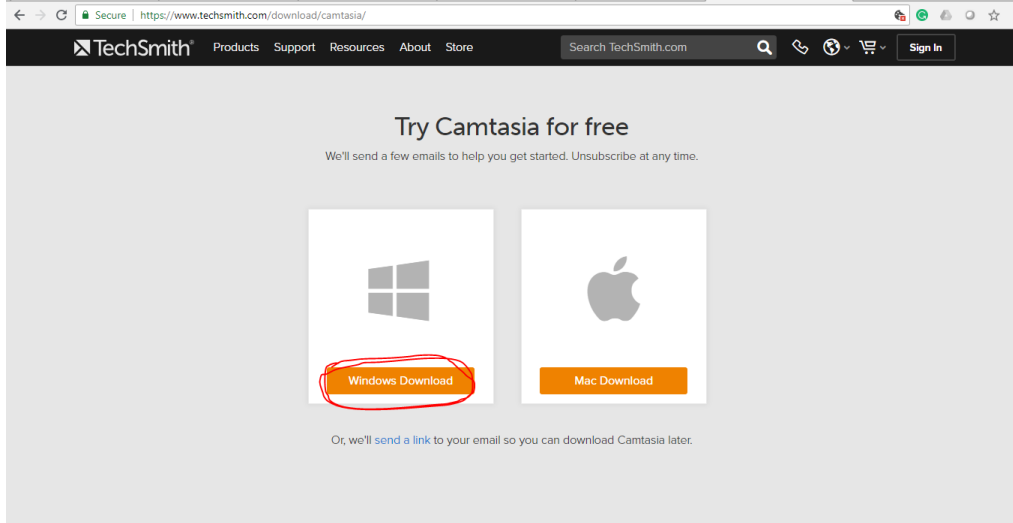 Secure | https://www.techsmith.com/download/camtasia/
TechSmith® Products Support Resources About Store Search TechSmith.com Sign In
Try Camtasia for free
We'll send a few emails to help you get started. Unsubscribe at any time.
Windows Download Mac Download
Or, we'll send a link to your email so you can download Camtasia later.